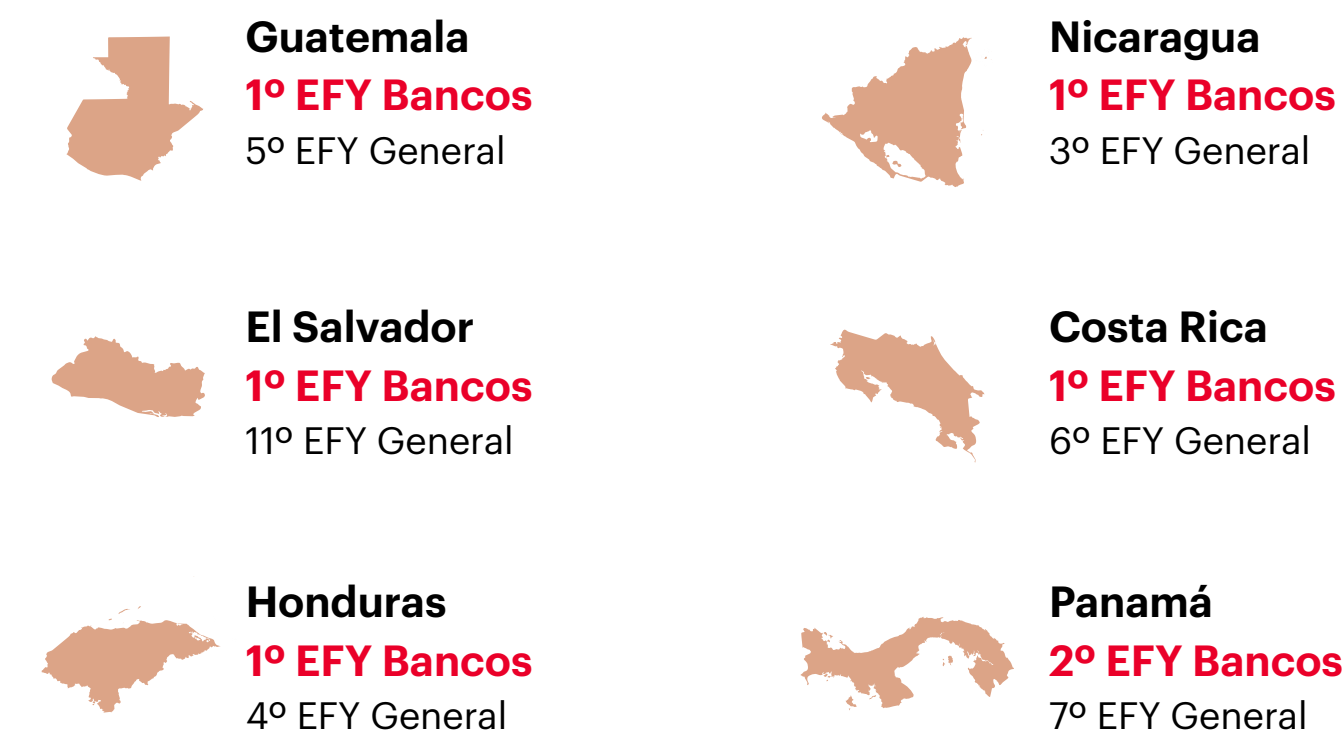 Guatemala
1º EFY Bancos
5º EFY General
El Salvador
1º EFY Bancos
11º EFY General
Honduras
1º EFY Bancos
4º EFY General
Nicaragua
1º EFY Bancos
3º EFY General
Costa Rica
1º EFY Bancos
6º EFY General
Panamá
2º EFY Bancos
7º EFY General